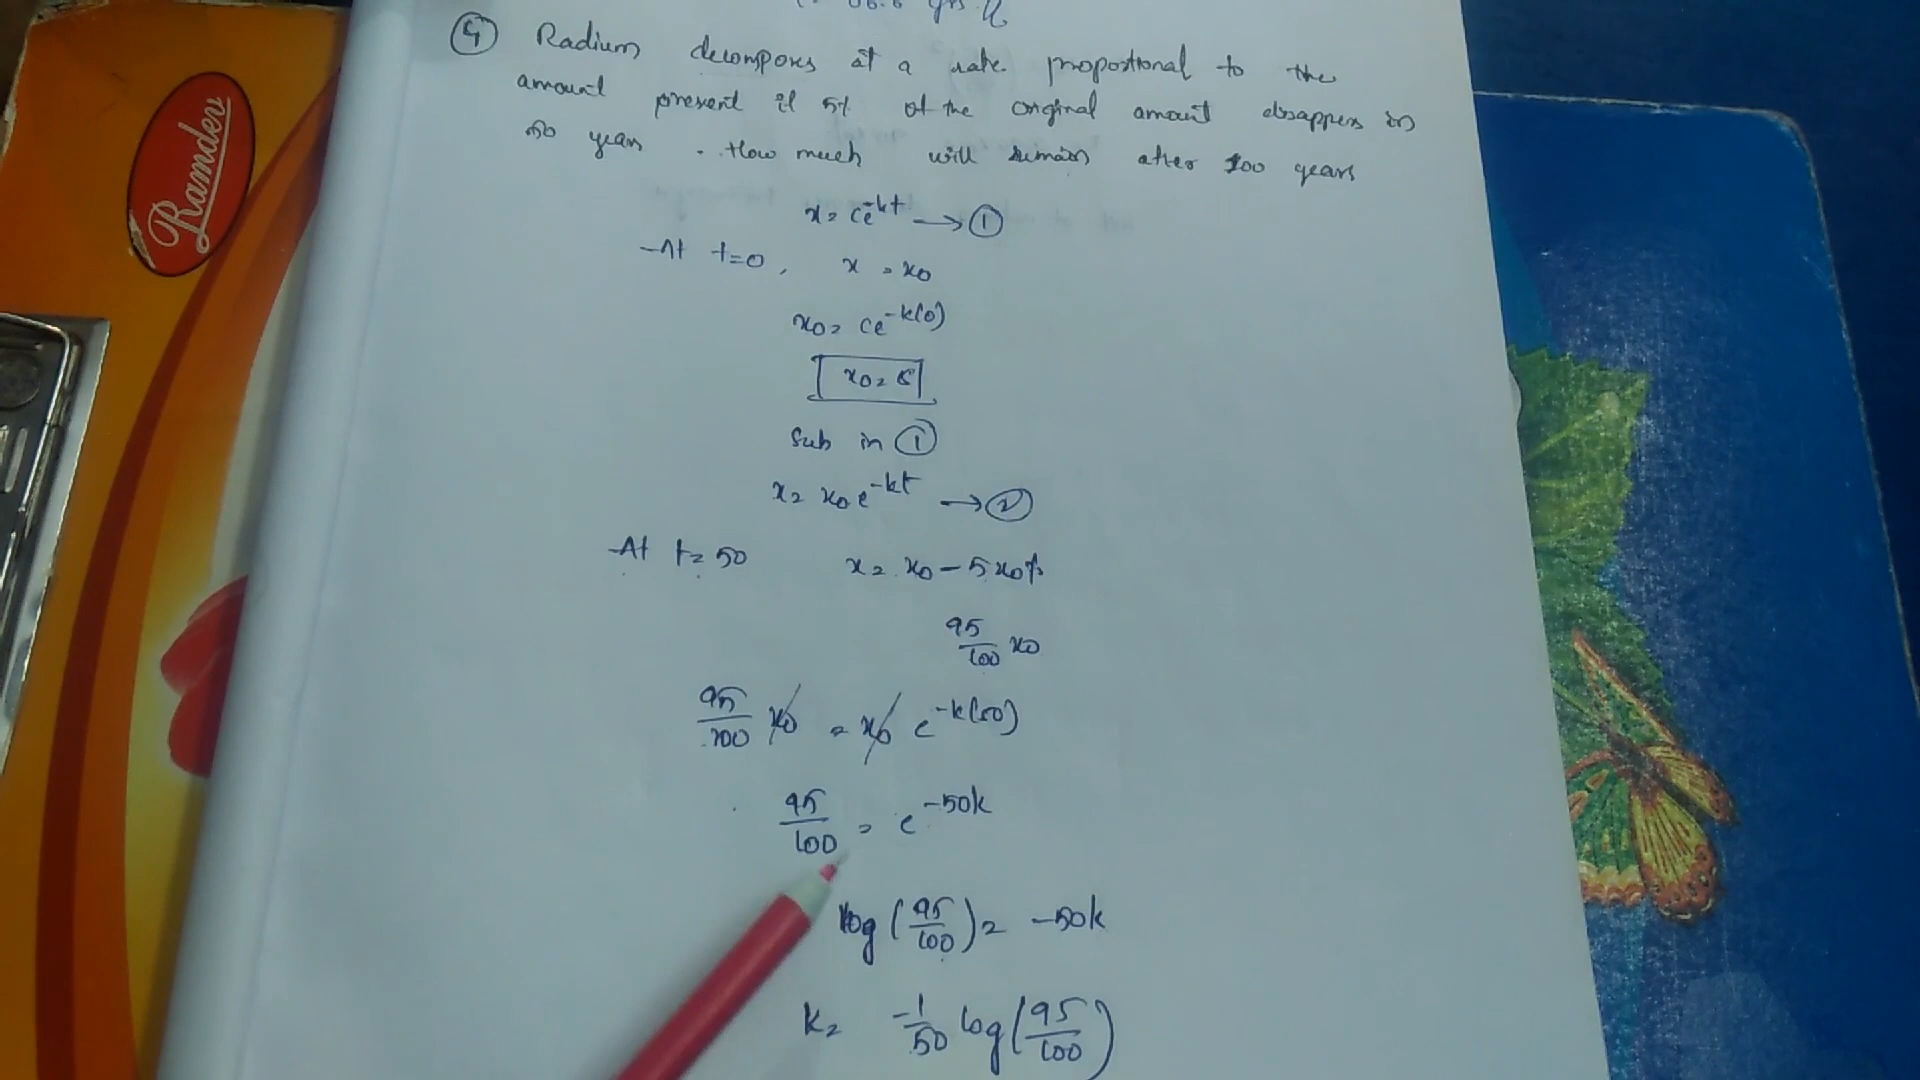 yrs.
④ Radium decomposes at a rate proportional to the
amount present if 5% of the original amount disappers in
50 years . How much will remain after 100 years
x = ce^-kt → ①
At t=0, x = x0
x0 = ce^-k(0)
x0 = c
Sub in ①
x = x0 e^-kt → ②
At t = 50 x = x0 - 5x0%
95/100 x0
95/100 x0 = x0 e^-k(50)
95/100 = e^-50k
log (95/100) = -50k
k = -1/50 log (95/100)
Ramdev